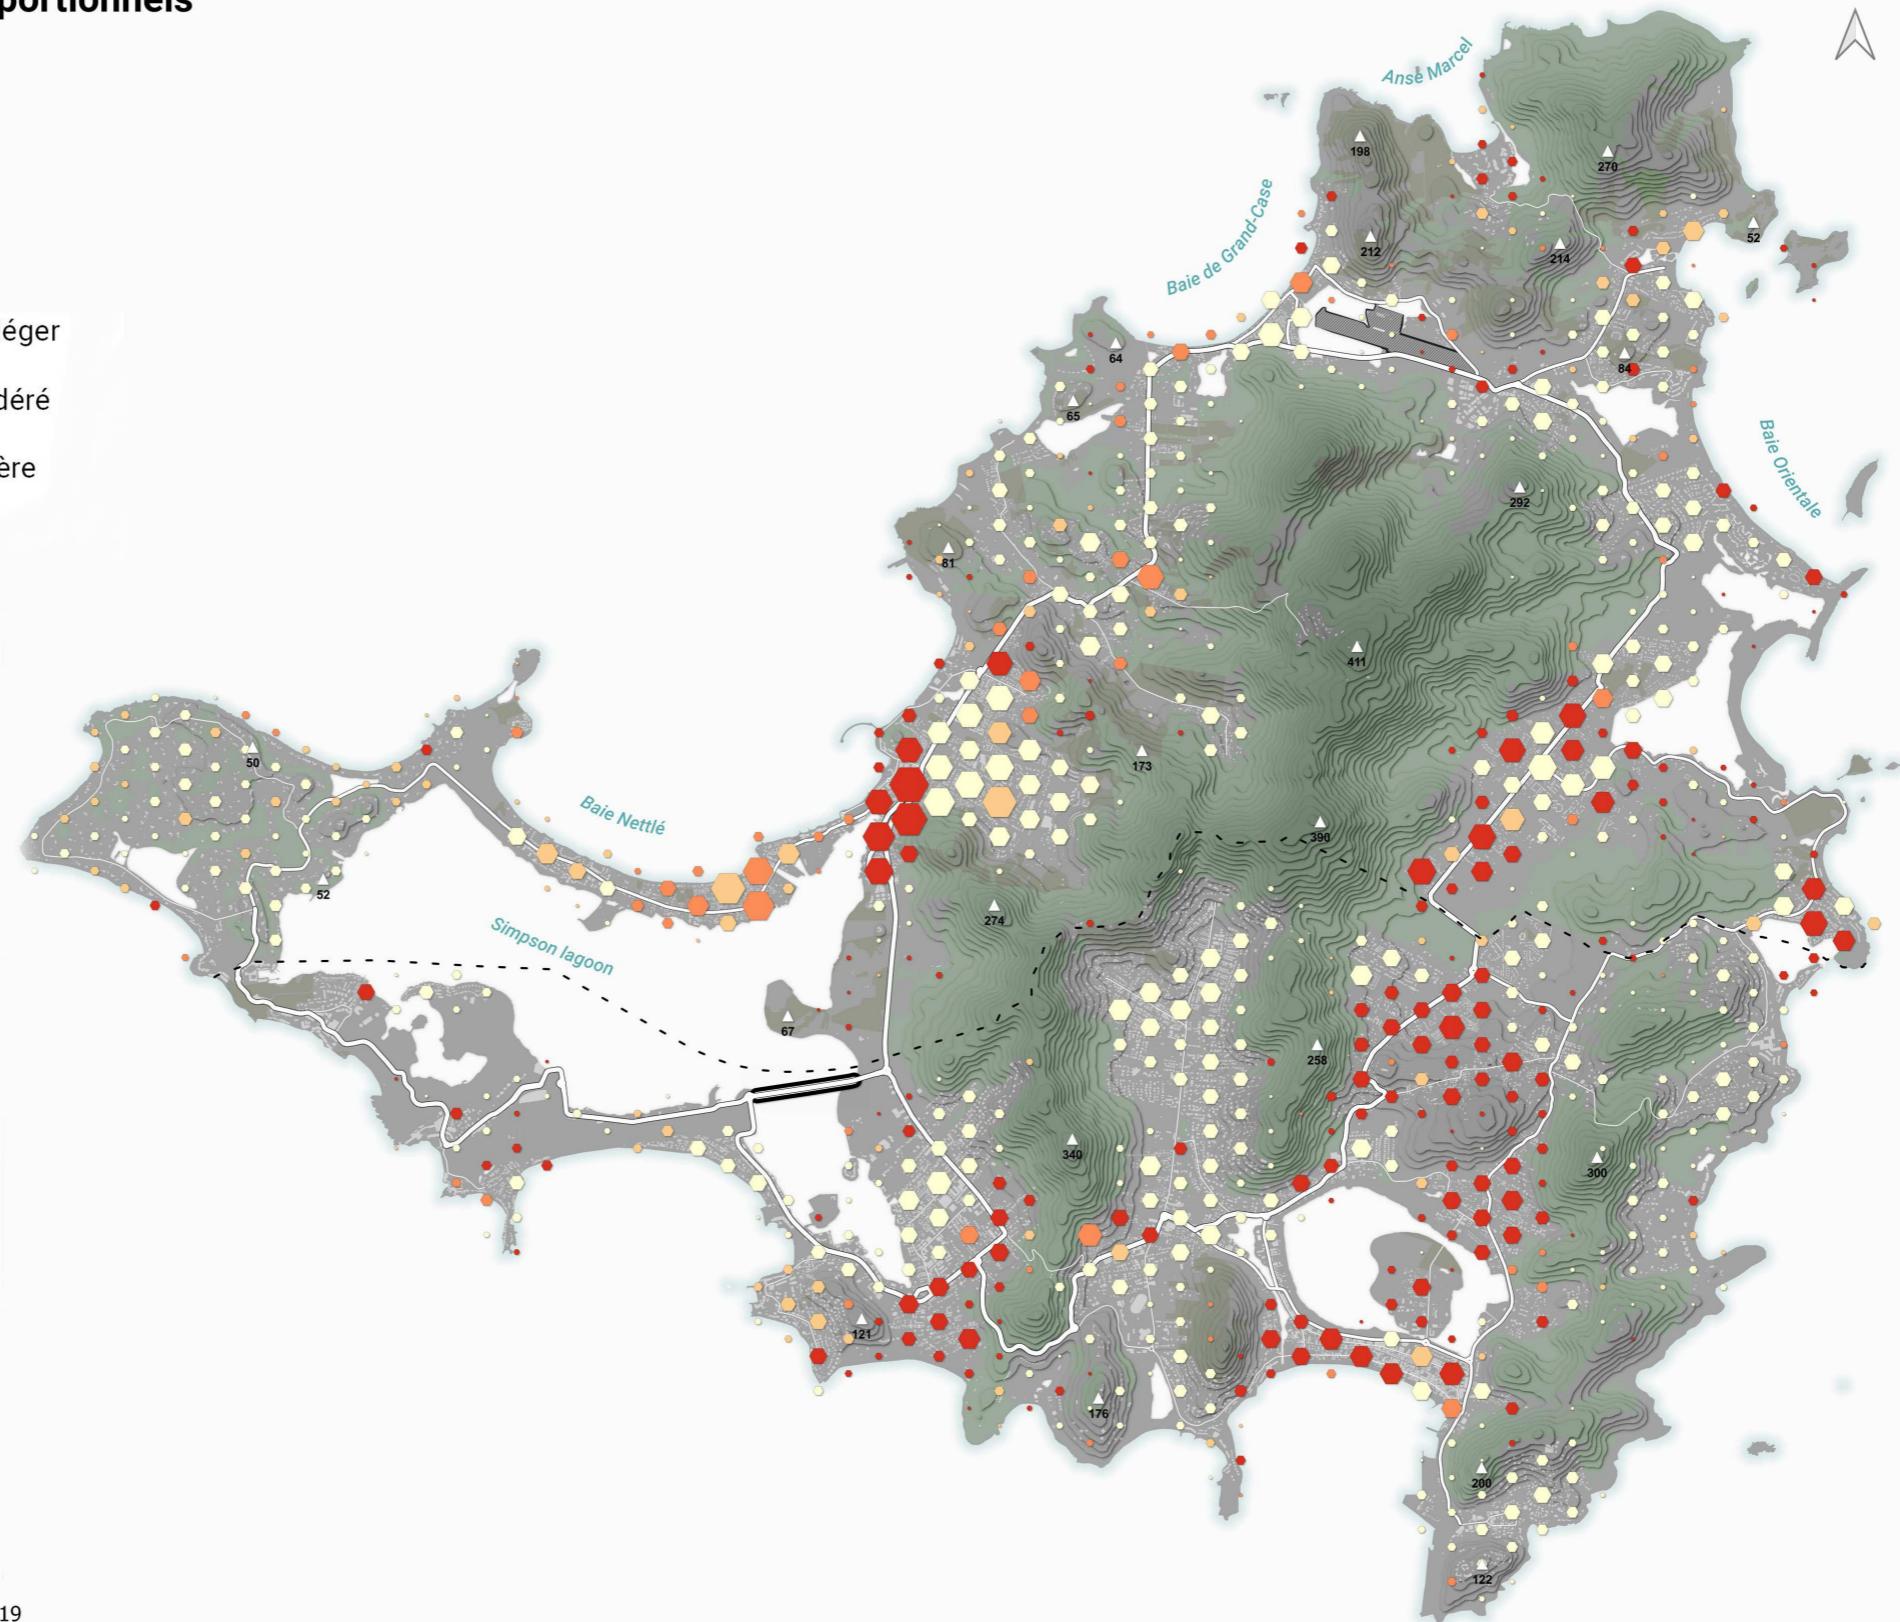 portionnels
Anse Marcel
198
270
Baie de Grand-Case
52
212
214
éger
64
84
déré
65
Baie Orientale
ère
292
81
411
50
173
Baie Nettlé
390
52
274
Simpson lagoon
67
258
340
300
121
176
200
122
19